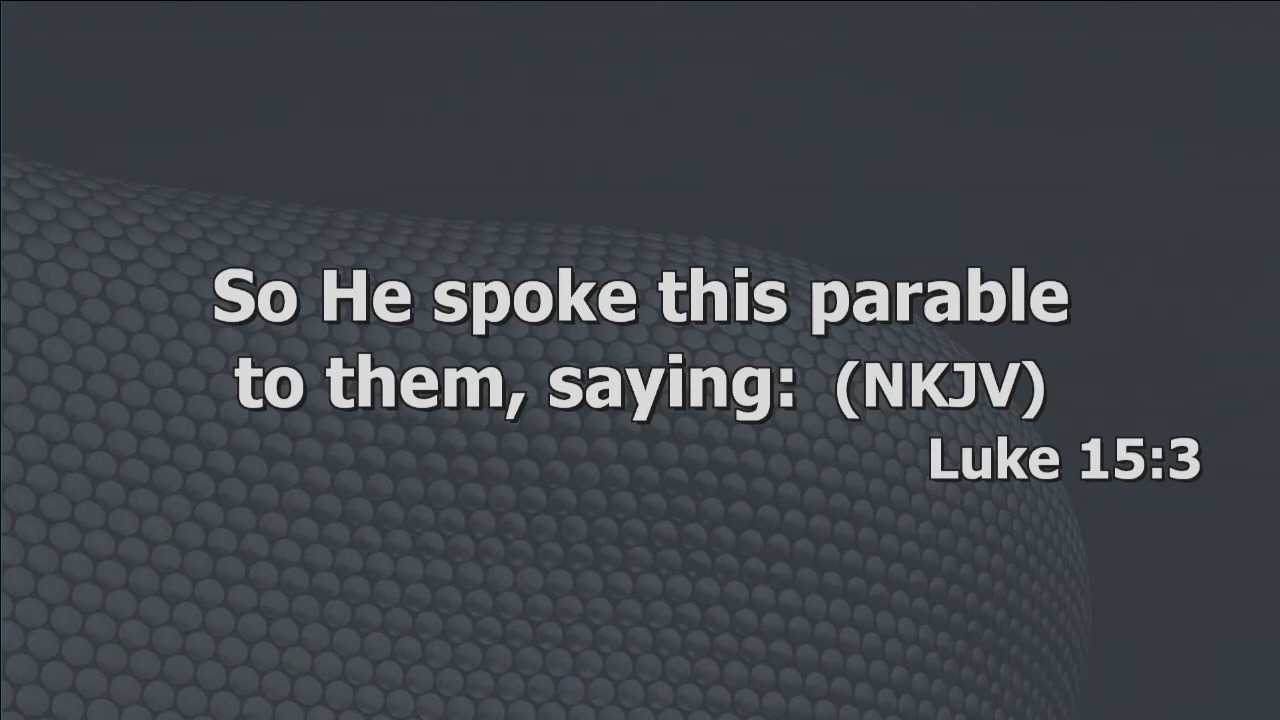 So He spoke this parable
to them, saying: (NKJV)
Luke 15:3